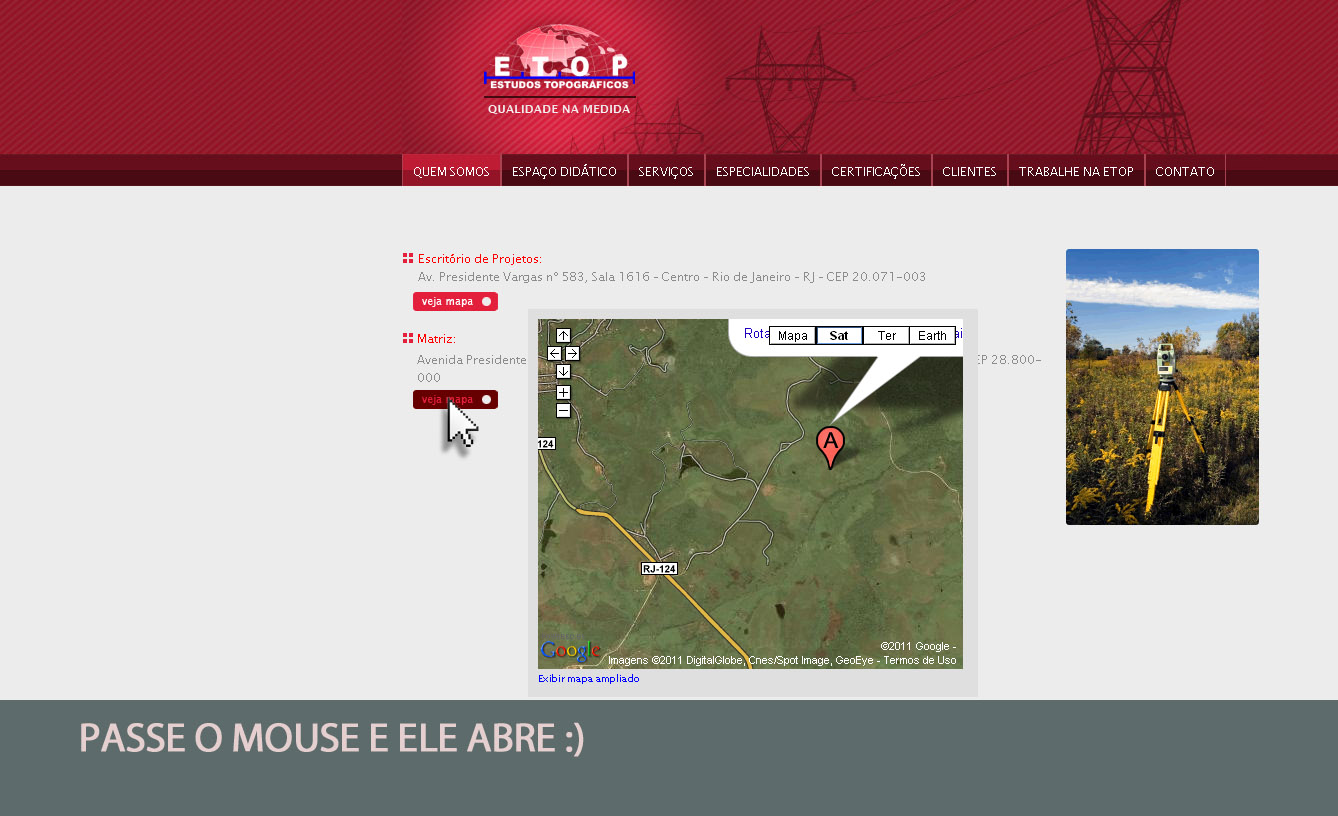 ETOP
ESTUDOS TOPOGRÁFICOS
QUALIDADE NA MEDIDA
QUEM SOMOS ESPAÇO DIDÁTICO SERVIÇOS ESPECIALIDADES CERTIFICAÇÕES CLIENTES TRABALHE NA ETOP CONTATO
Escritório de Projetos:
Av. Presidente Vargas n° 583, Sala 1616 - Centro - Rio de Janeiro - RJ - CEP 20.071-003
veja mapa
Matriz:
Avenida Presidente EP 28.800-
000
veja mapa
Rota Mapa Sat Ter Earth ai
A
124
RJ-124
Google
©2011 Google -
Imagens ©2011 DigitalGlobe, Cnes/Spot Image, GeoEye - Termos de Uso
Exibir mapa ampliado
PASSE O MOUSE E ELE ABRE :)